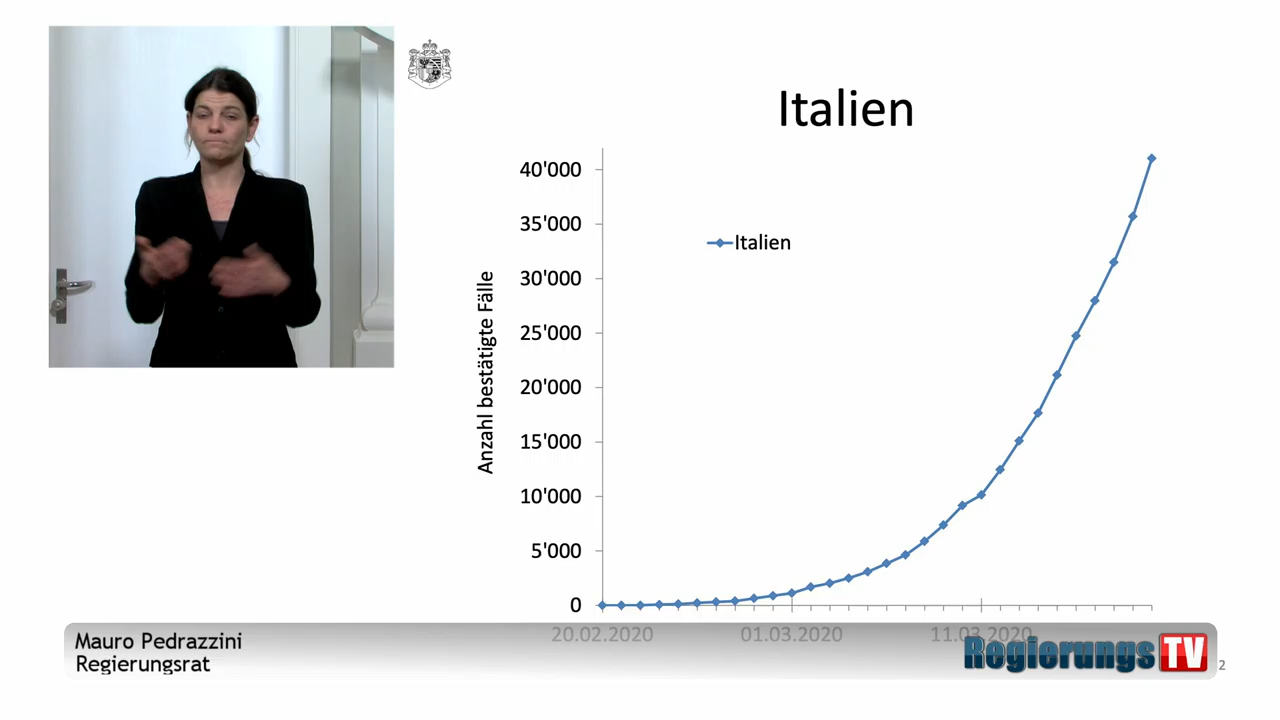 Italien
40'000
35'000
30'000
25'000
20'000
15'000
10'000
5'000
0
Anzahl bestätigte Fälle
Italien
20.02.2020
01.03.2020
11.03.2020
Mauro Pedrazzini
Regierungsrat
RegierungsTV
2